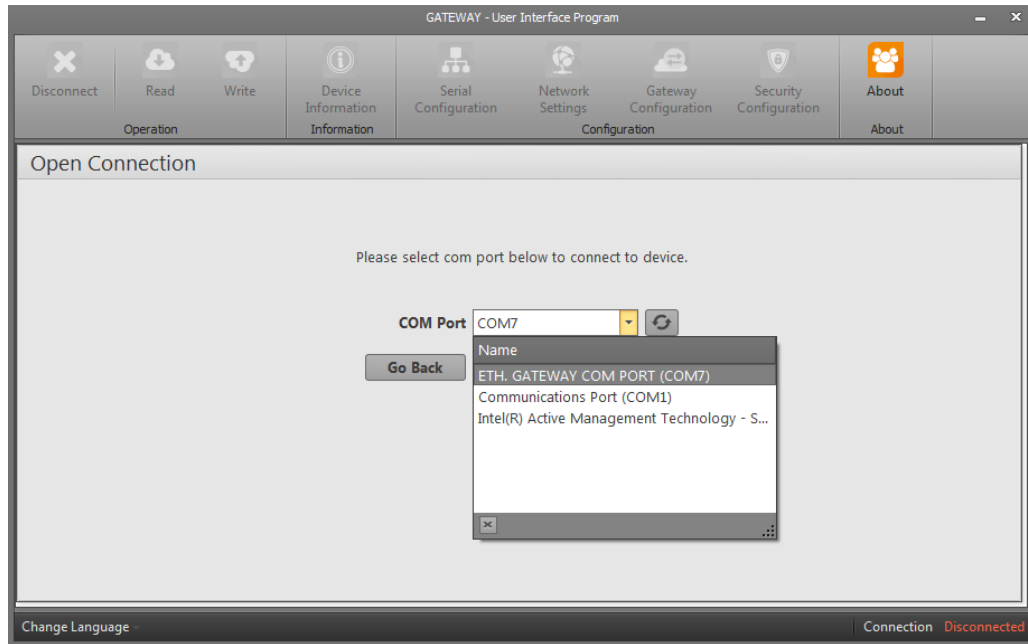 GATEWAY - User Interface Program
Disconnect
Read
Write
Device
Information
Serial
Configuration
Network
Settings
Gateway
Configuration
Security
Configuration
About
Operation
Information
Configuration
About
Open Connection
Please select com port below to connect to device.
COM Port COM7
Go Back
Name
ETH. GATEWAY COM PORT (COM7)
Communications Port (COM1)
Intel(R) Active Management Technology - S...
Change Language
Connection Disconnected